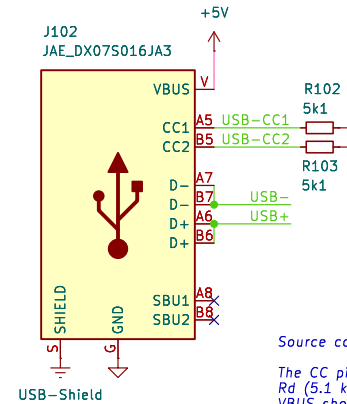 +5V
J102
JAE_DX07S016JA3
VBUS V
R102
5k1
CC1 A5 USB-CC1
CC2 B5 USB-CC2
R103
5k1
D- A7
D- B7 USB-
D+ A6 USB+
D+ B6
SBU1 A8
SBU2 B8
SHIELD
GND
S
G
USB-Shield
Source
The CC
Rd (5.1
VBUS